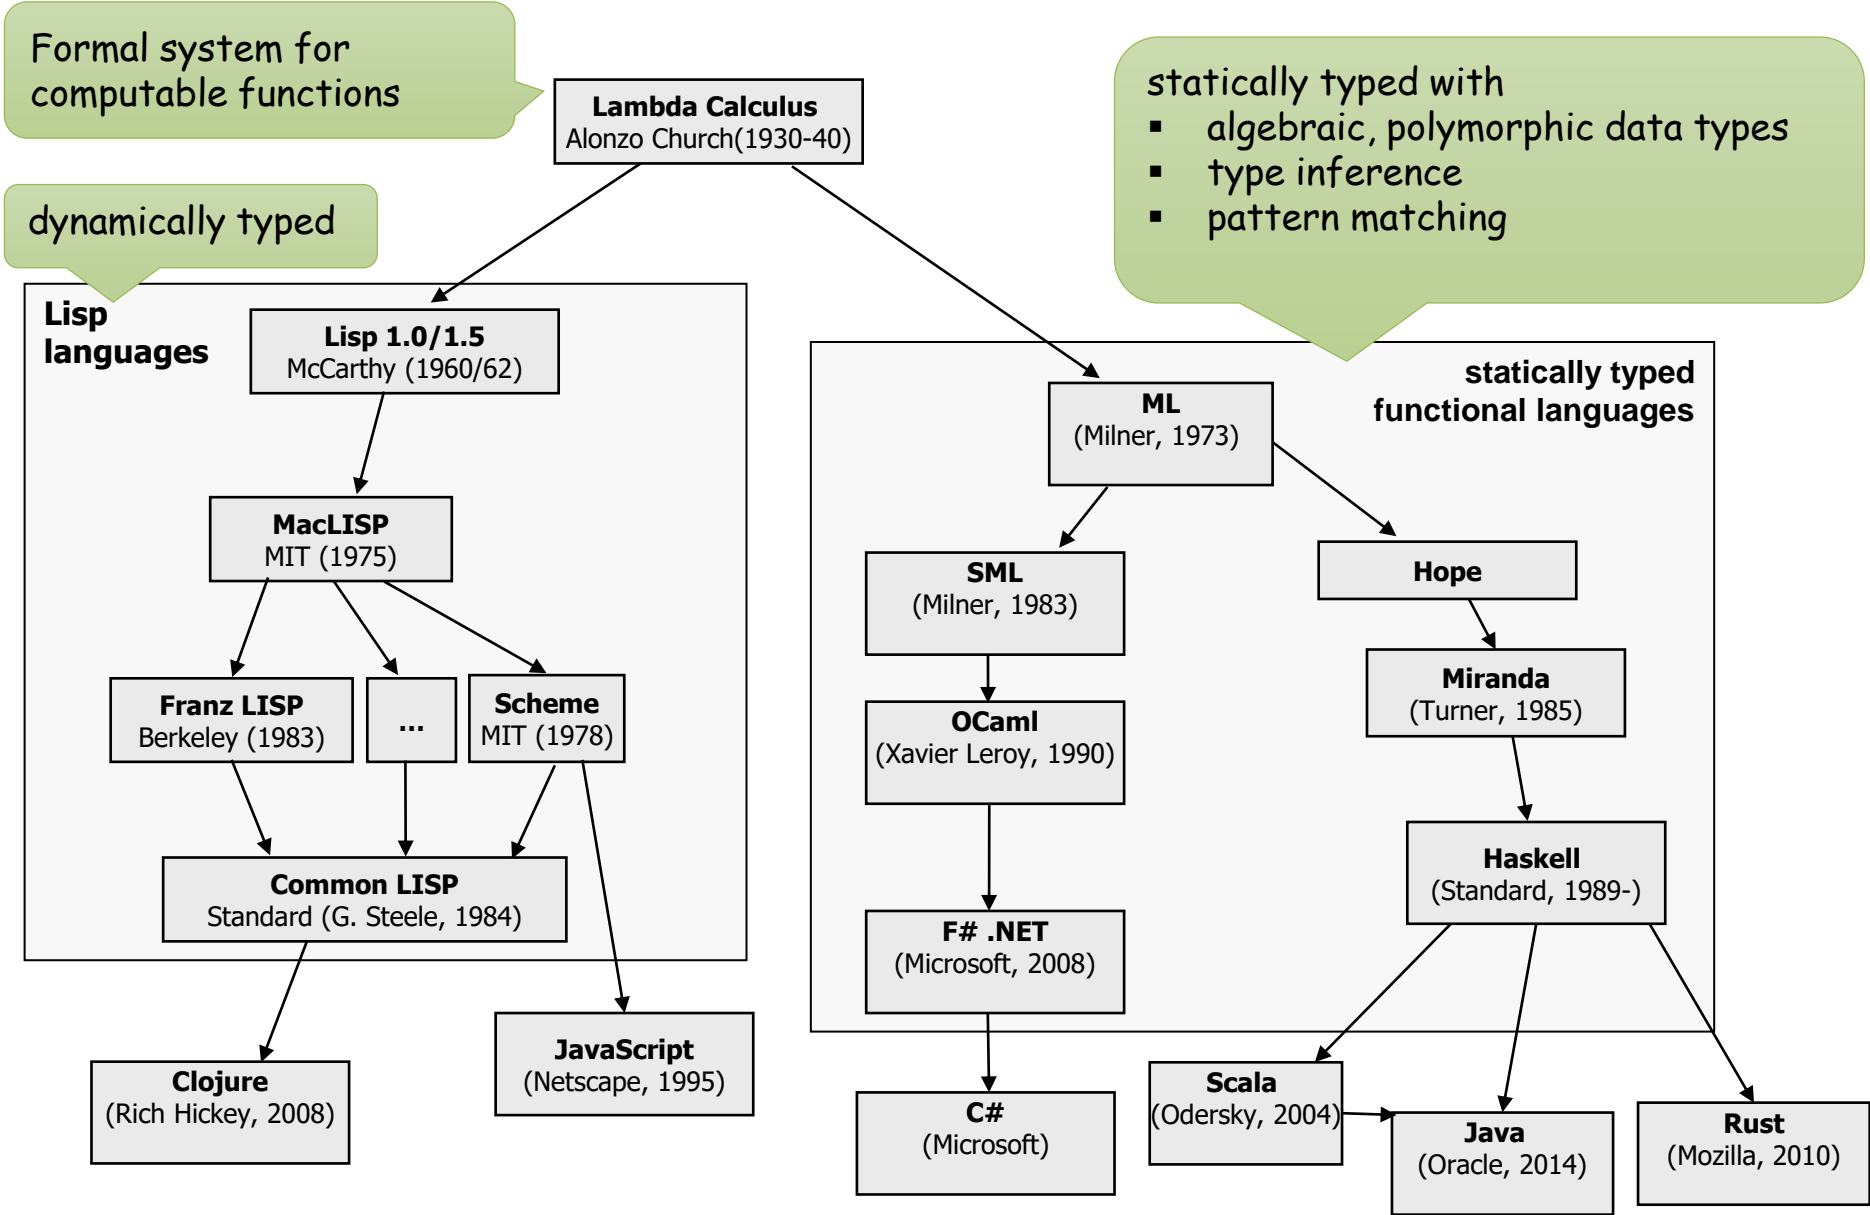 Formal system for
computable functions
Lambda Calculus
Alonzo Church(1930-40)
statically typed with
▪ algebraic, polymorphic data types
▪ type inference
▪ pattern matching
dynamically typed
Lisp
languages
Lisp 1.0/1.5
McCarthy (1960/62)
statically typed
functional languages
ML
(Milner, 1973)
MacLISP
MIT (1975)
SML
(Milner, 1983)
Hope
Franz LISP
Berkeley (1983)
...
Scheme
MIT (1978)
OCaml
(Xavier Leroy, 1990)
Miranda
(Turner, 1985)
Common LISP
Standard (G. Steele, 1984)
F# .NET
(Microsoft, 2008)
Haskell
(Standard, 1989-)
Clojure
(Rich Hickey, 2008)
JavaScript
(Netscape, 1995)
C#
(Microsoft)
Scala
(Odersky, 2004)
Java
(Oracle, 2014)
Rust
(Mozilla, 2010)